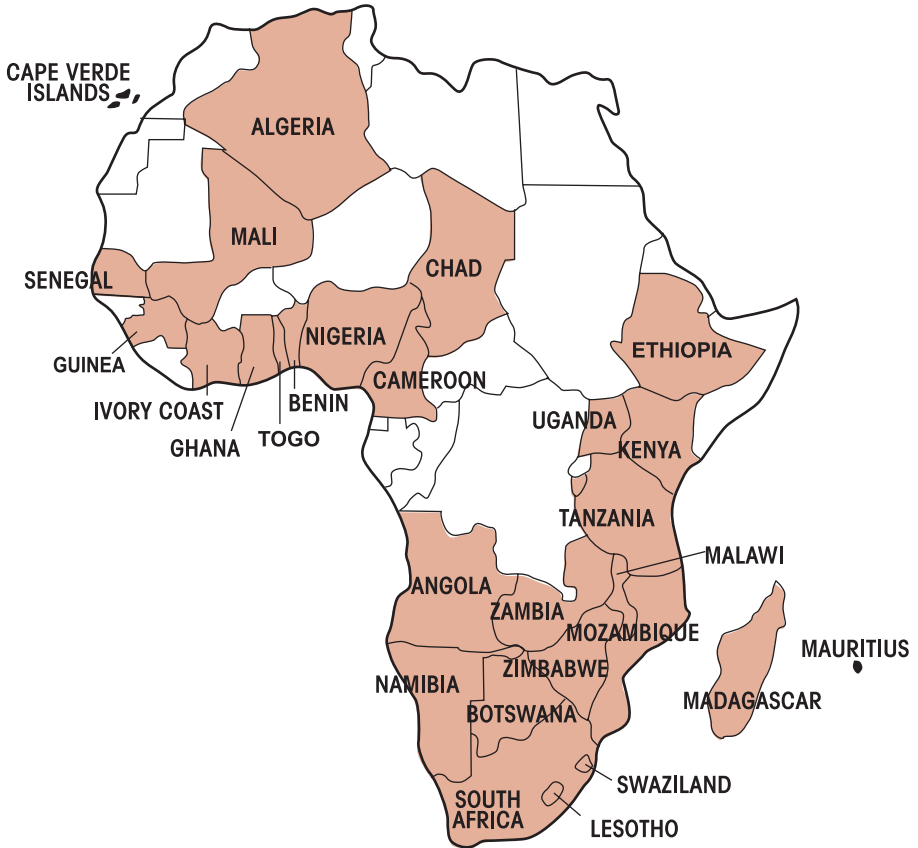 CAPE VERDE
ISLANDS
ALGERIA
MALI
SENEGAL
CHAD
NIGERIA
GUINEA
ETHIOPIA
CAMEROON
IVORY COAST
BENIN
GHANA
TOGO
UGANDA
KENYA
TANZANIA
MALAWI
ANGOLA
ZAMBIA
MOZAMBIQUE
MAURITIUS
ZIMBABWE
NAMIBIA
MADAGASCAR
BOTSWANA
SWAZILAND
SOUTH
AFRICA
LESOTHO